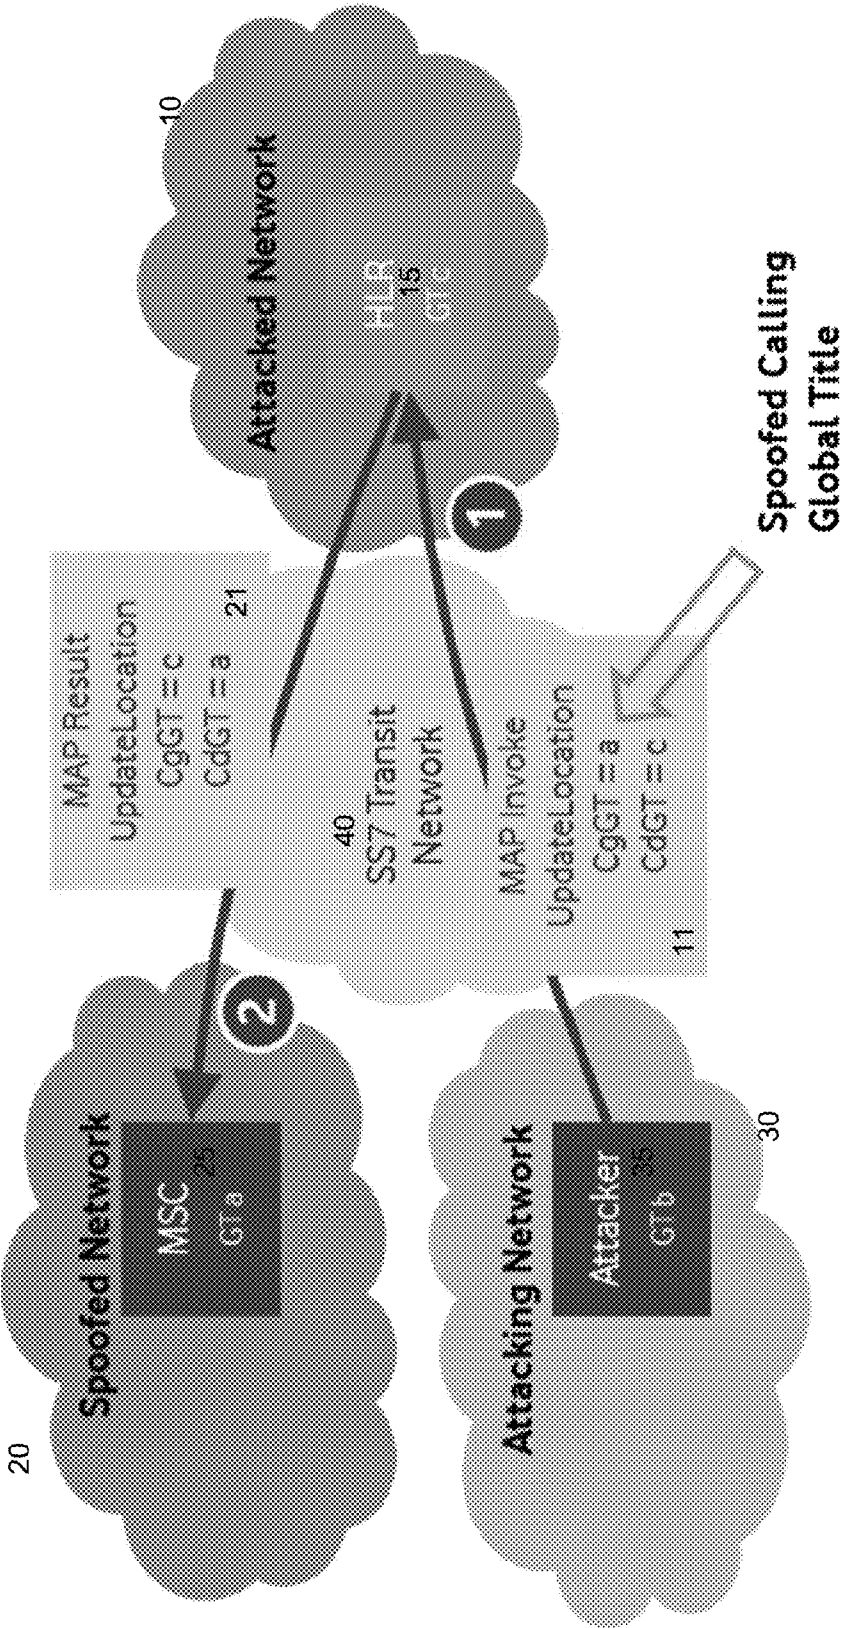 20
Spoofed Network
MSC
25
GT a
2
MAP Result
UpdateLocation
CgGT = c
CdGT = a
21
10
Attacked Network
HLR
15
GT c
1
40
SS7 Transit
Network
MAP Invoke
UpdateLocation
CgGT = a
CdGT = c
11
Attacking Network
Attacker
35
GT b
30
Spoofed Calling
Global Title